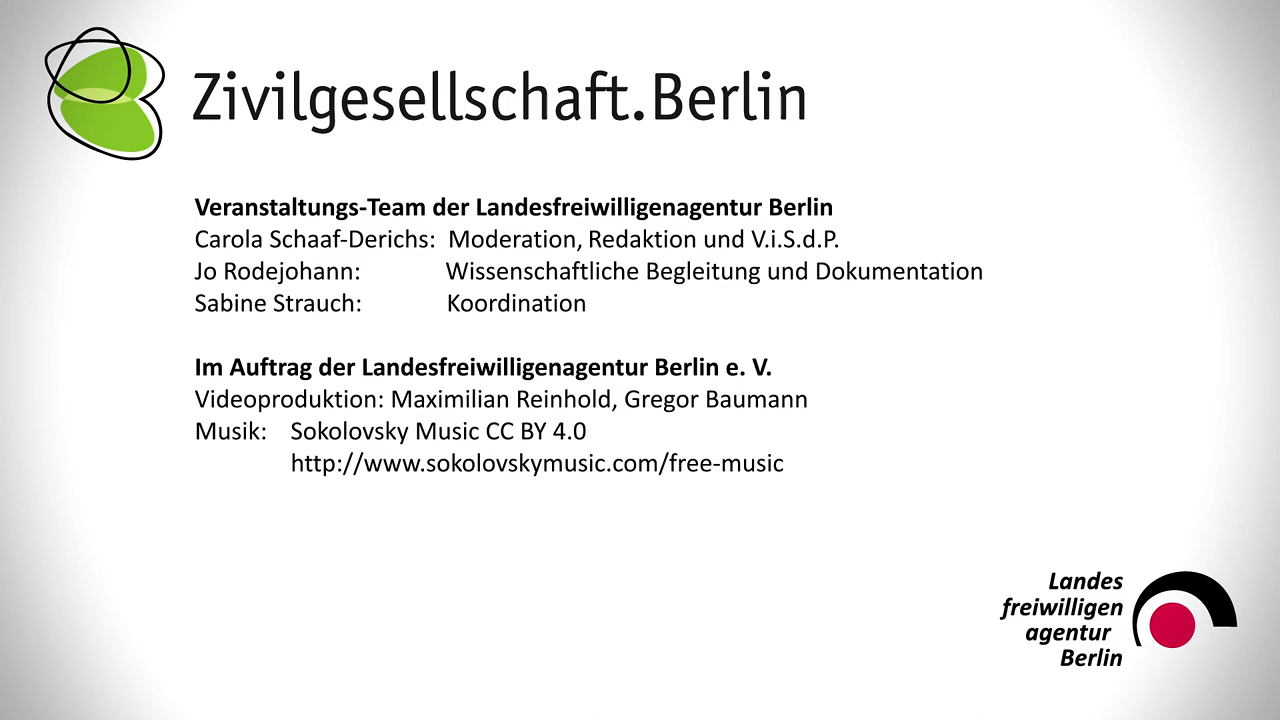 Zivilgesellschaft.Berlin
Veranstaltungs-Team der Landesfreiwilligenagentur Berlin
Carola Schaaf-Derichs: Moderation, Redaktion und V.i.S.d.P.
Jo Rodejohann: Wissenschaftliche Begleitung und Dokumentation
Sabine Strauch: Koordination
Im Auftrag der Landesfreiwilligenagentur Berlin e. V.
Videoproduktion: Maximilian Reinhold, Gregor Baumann
Musik: Sokolovsky Music CC BY 4.0
http://www.sokolovskymusic.com/free-music
Landes
freiwilligen
agentur
Berlin